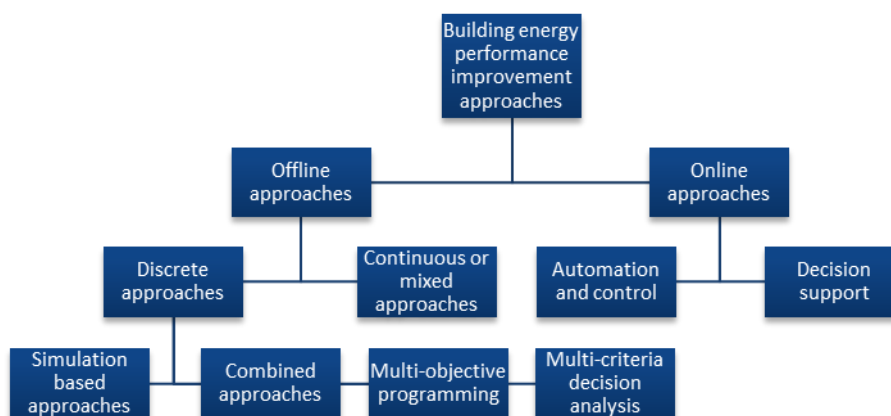 Building energy
performance
improvement
approaches
Offline
approaches
Online
approaches
Discrete
approaches
Continuous or
mixed approaches
Automation
and control
Decision
support
Simulation
based
approaches
Combined
approaches
Multi-objective
programming
Multi-criteria
decision
analysis